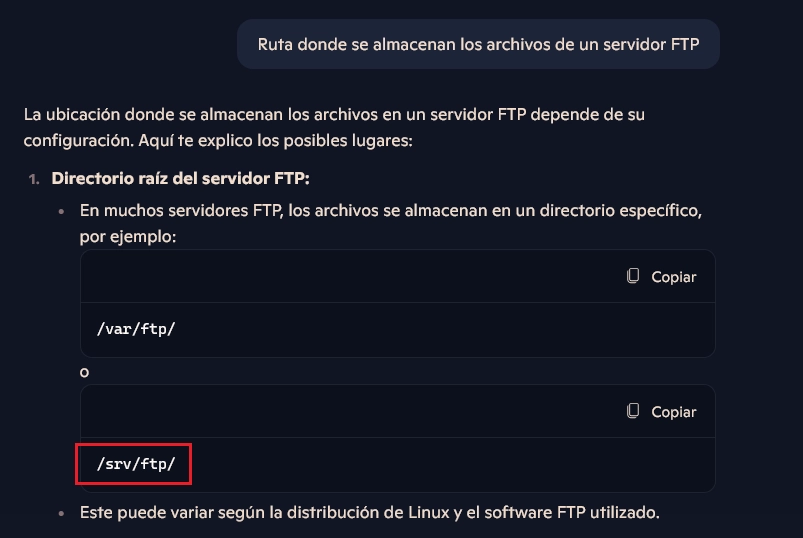 Ruta donde se almacenan los archivos de un servidor FTP
La ubicación donde se almacenan los archivos en un servidor FTP depende de su
configuración. Aquí te explico los posibles lugares:
1. Directorio raíz del servidor FTP:
• En muchos servidores FTP, los archivos se almacenan en un directorio específico,
por ejemplo:
Copiar
/var/ftp/
o
Copiar
/srv/ftp/
• Este puede variar según la distribución de Linux y el software FTP utilizado.